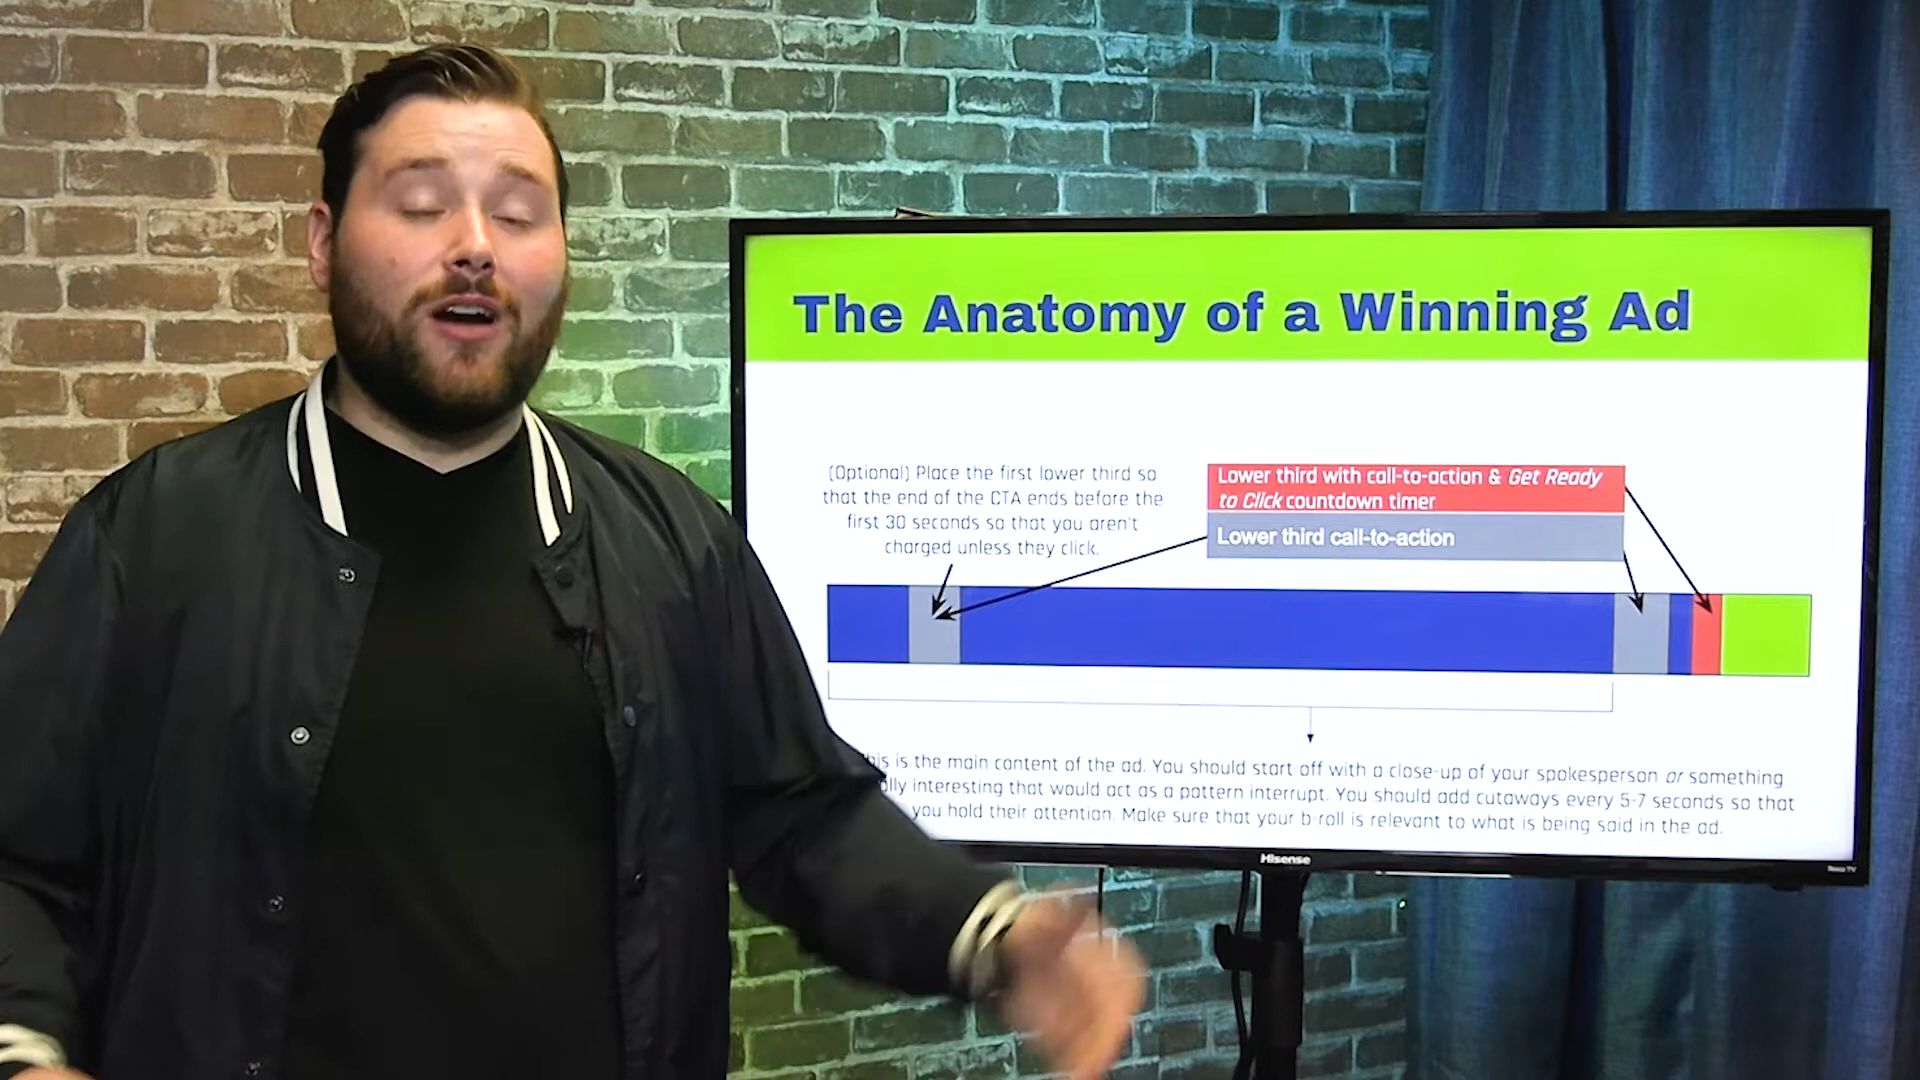 The Anatomy of a Winning Ad
(Optional) Place the first lower third so
that the end of the CTA ends before the
first 30 seconds so that you aren't
charged unless they click.
Lower third with call-to-action & Get Ready
to Click countdown timer
Lower third call-to-action
is the main content of the ad. You should start off with a close-up of your spokesperson or something
interesting that would act as a pattern interrupt. You should add cutaways every 5-7 seconds so that
you hold their attention. Make sure that your b-roll is relevant to what is being said in the ad.
Hisense
Roku TV